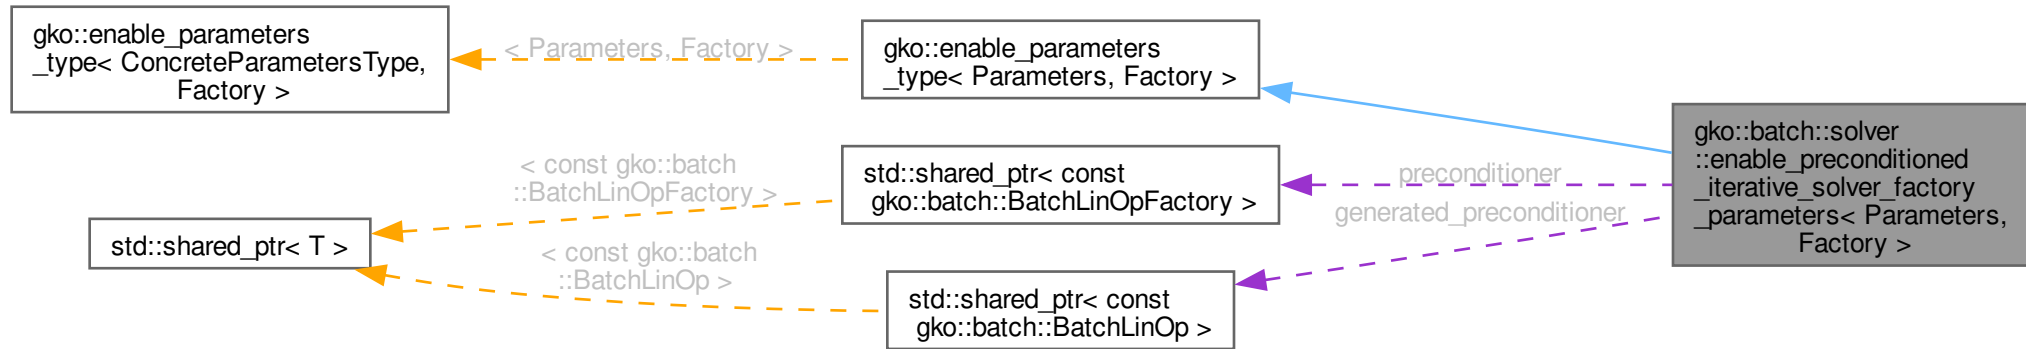 gko::enable_parameters
_type< ConcreteParametersType,
Factory >
< Parameters, Factory >
gko::enable_parameters
_type< Parameters, Factory >
gko::batch::solver
::enable_preconditioned
_iterative_solver_factory
_parameters< Parameters,
Factory >
std::shared_ptr< T >
< const gko::batch
::BatchLinOpFactory >
std::shared_ptr< const
gko::batch::BatchLinOpFactory >
preconditioner
generated_preconditioner
< const gko::batch
::BatchLinOp >
std::shared_ptr< const
gko::batch::BatchLinOp >